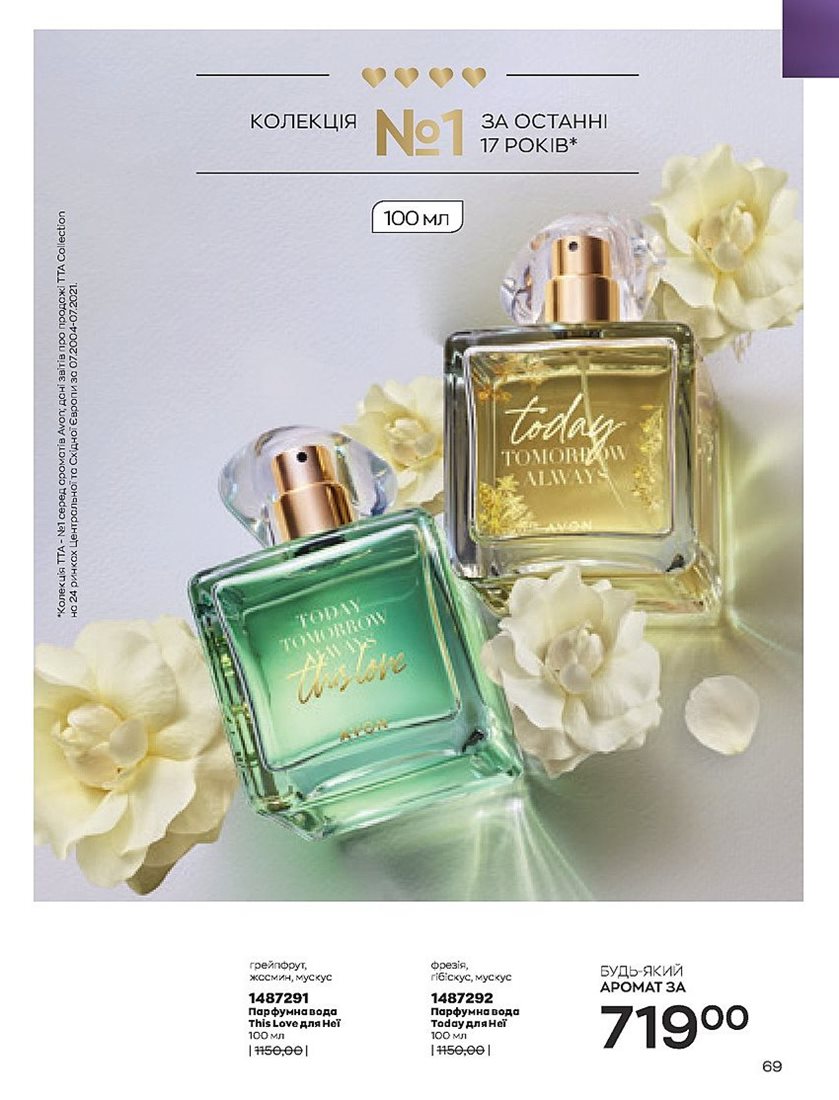 КОЛЕКЦІЯ №1 ЗА ОСТАННІ
17 РОКІВ*
100 мл
*Колекція ТТА - №1 серед ароматів Avon; дані звітів про продажі TTA Collection
на 24 ринках Центральної та Східної Європи за 07.2004-07.2021.
today
TOMORROW
ALWAYS
AVON
TODAY
TOMORROW
ALWAYS
this love
AVON
грейпфрут,
жасмин, мускус
1487291
Парфумна вода
This Love для Неї
100 мл
| 1150,00 |
фрезія,
гібіскус, мускус
1487292
Парфумна вода
Today для Неї
100 мл
| 1150,00 |
БУДЬ-ЯКИЙ
АРОМАТ ЗА
719⁰⁰
69